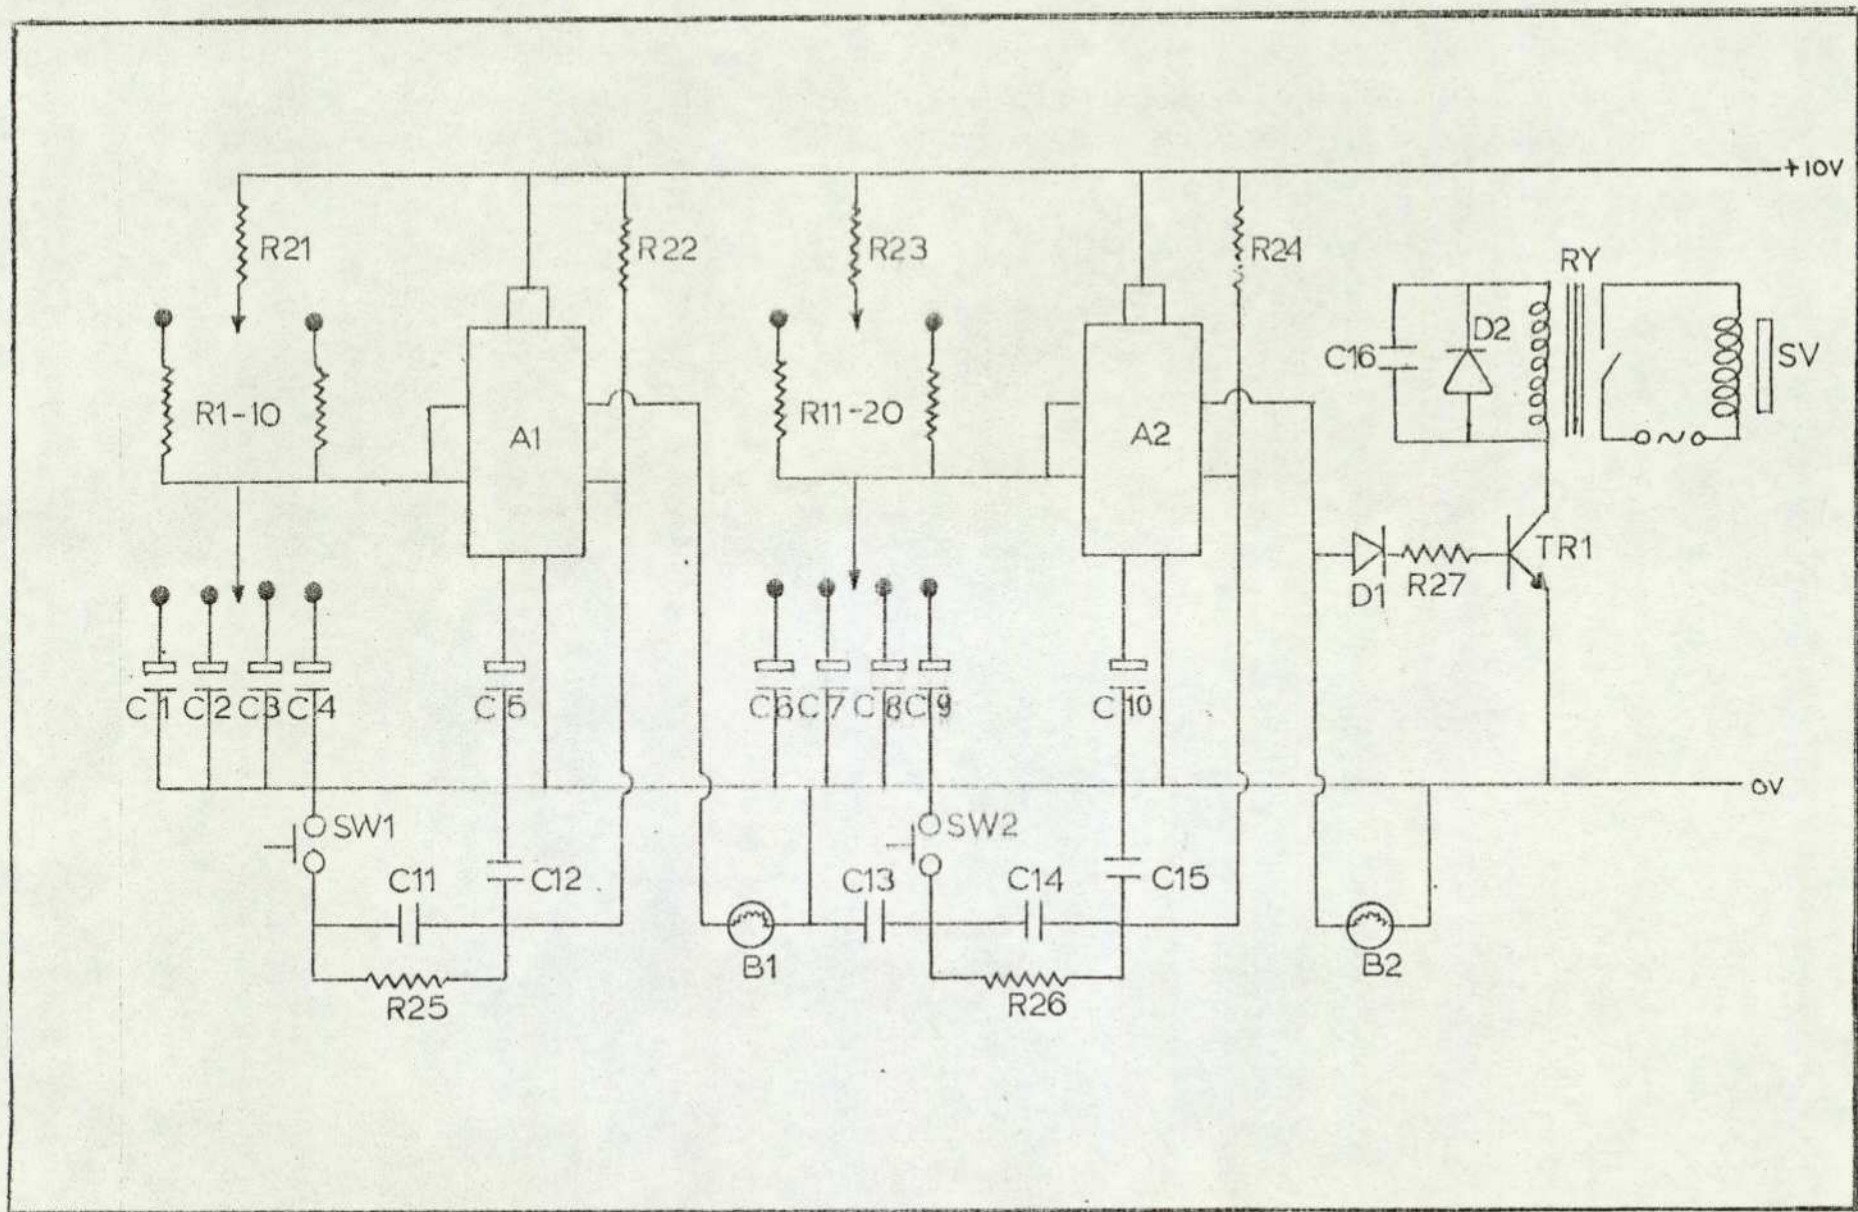 +10V
R21
R22
R23
R24
RY
D2
C16
SV
R1-10
A1
R11-20
A2
TR1
D1
R27
C1 C2 C3 C4
C5
C6 C7 C8 C9
C10
0V
SW1
SW2
C11
C12
C13
C14
C15
B1
B2
R25
R26